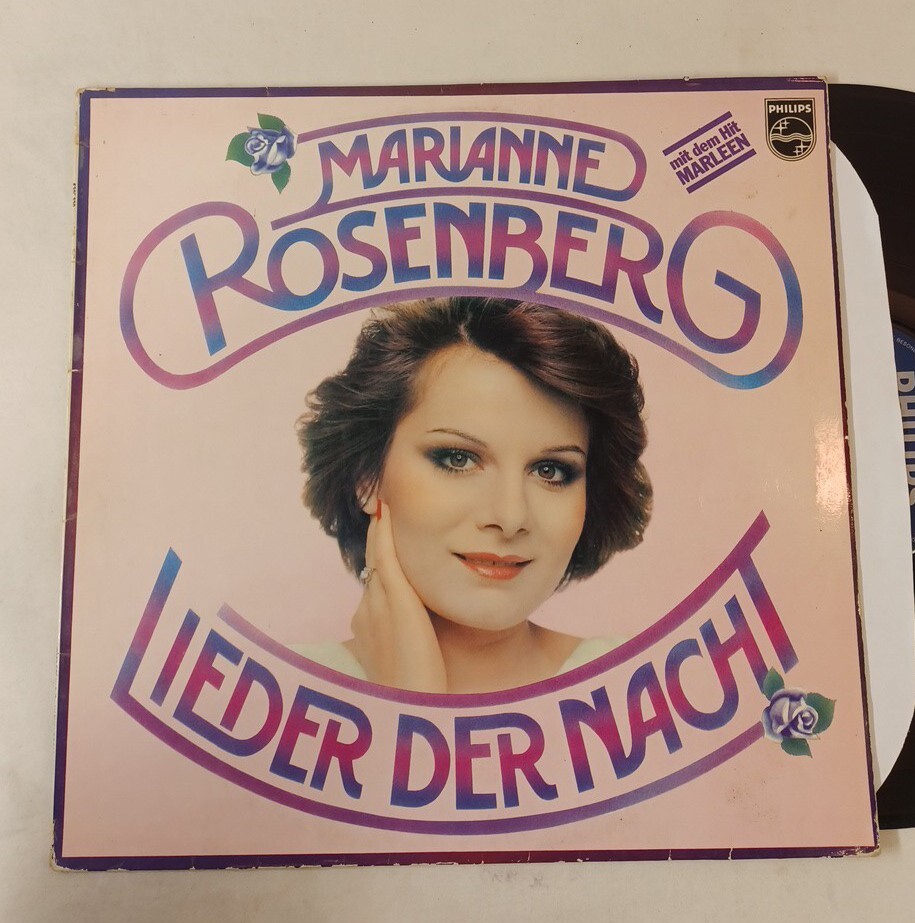 MARIANNE
ROSENBERG
mit dem Hit
MARLEEN
PHILIPS
LIEDER DER NACHT